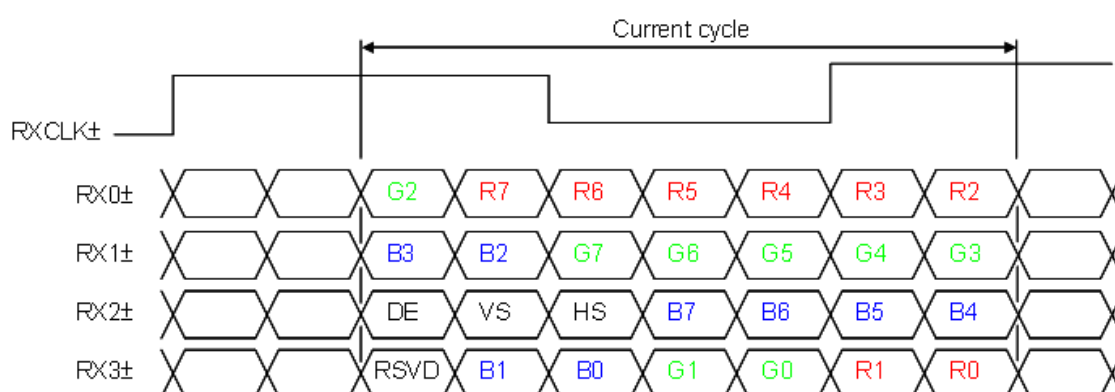 Current cycle
RXCLK±
RX0± G2 R7 R6 R5 R4 R3 R2
RX1± B3 B2 G7 G6 G5 G4 G3
RX2± DE VS HS B7 B6 B5 B4
RX3± RSVD B1 B0 G1 G0 R1 R0